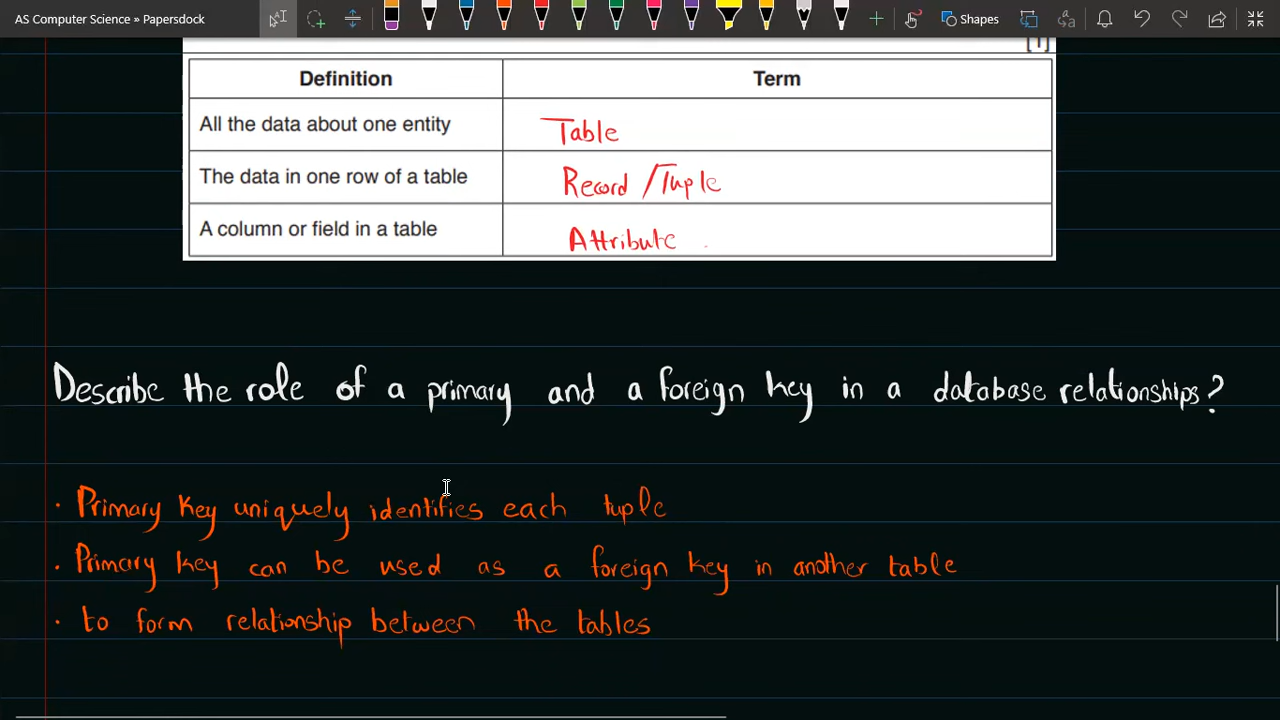 AS Computer Science » Papersdock
Shapes
[1]
Definition Term
All the data about one entity Table
The data in one row of a table Record / Tuple
A column or field in a table Attribute
Describe the role of a primary and a foreign key in a database relationships?
· Primary key uniquely identifies each tuple
· Primary key can be used as a foreign key in another table
· to form relationship between the tables